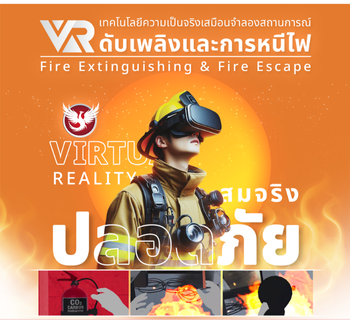 VR
เทคโนโลยีความเป็นจริงเสมือนจำลองสถานการณ์
ดับเพลิงและการหนีไฟ
Fire Extinguishing & Fire Escape
VIRTU
REALITY
สมจริง
ปลอดภัย
CO₂
CARBON